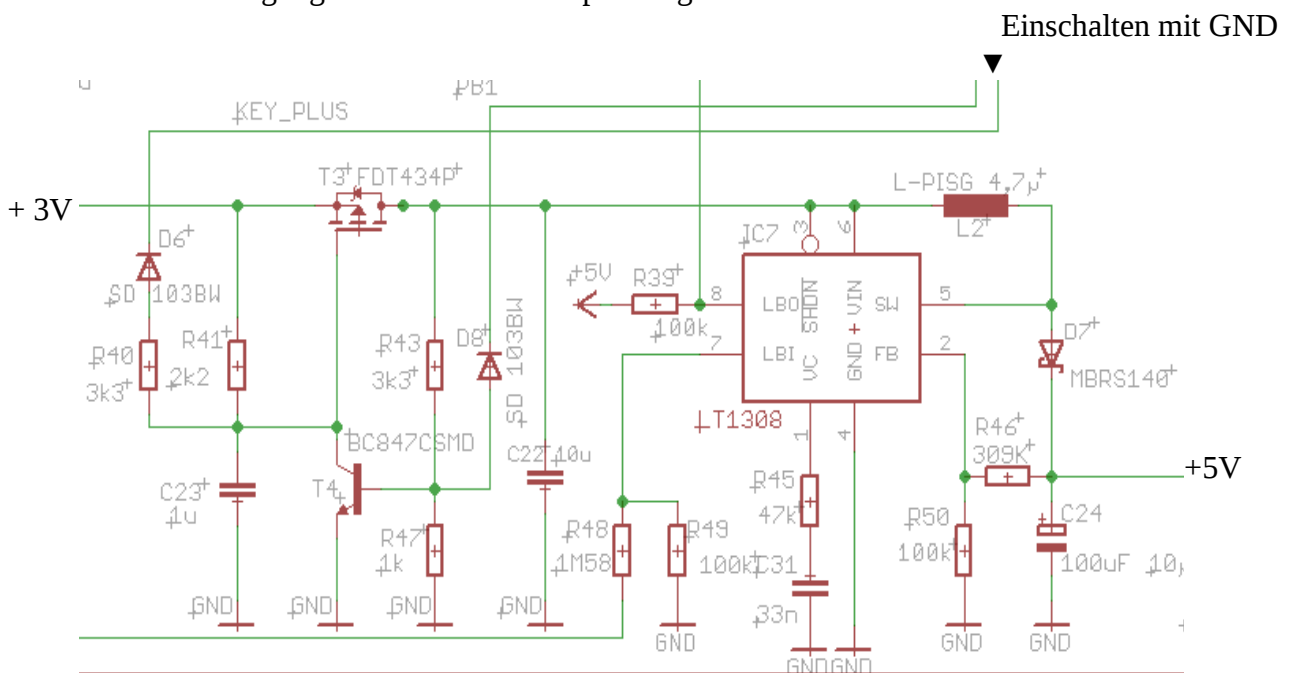 Einschalten mit GND
PB1
KEY_PLUS
T3 FDT434P
+ 3V
L-PISG 4,7µ
L2
D6
SD 103BW
IC7
3
6
+5V
R39
100k
8
LBO
SHDN
VIN
SW
5
7
LBI
VC
GND
FB
2
R40
3k3
R41
2k2
R43
3k3
D8
SD 103BW
D7
MBRS140
LT1308
1
4
BC847CSMD
T4
C22 10u
R46
309K
+5V
C23
1u
R45
47k
R50
100k
C24
100uF
R47
1k
R48
1M58
R49
100k
C31
33n
GND
GND
GND
GND
GND
GND
GND
GND
GND